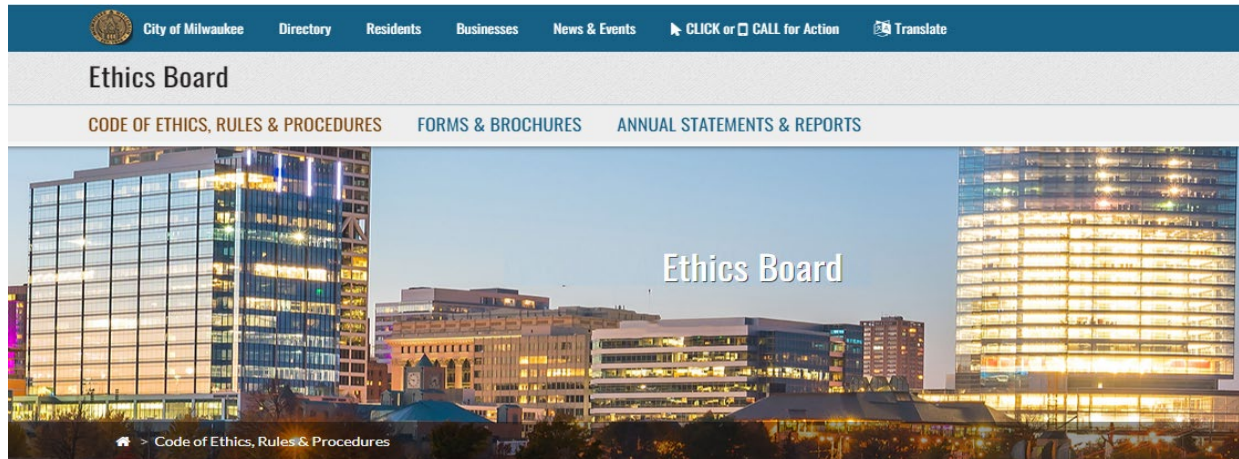 City of Milwaukee Directory Residents Businesses News & Events CLICK or CALL for Action Translate
Ethics Board
CODE OF ETHICS, RULES & PROCEDURES FORMS & BROCHURES ANNUAL STATEMENTS & REPORTS
Ethics Board
> Code of Ethics, Rules & Procedures